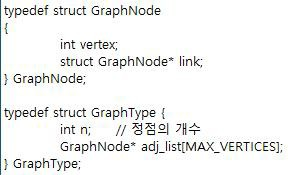 typedef struct GraphNode
{
int vertex;
struct GraphNode* link;
} GraphNode;
typedef struct GraphType {
int n; // 정점의 개수
GraphNode* adj_list[MAX_VERTICES];
} GraphType;